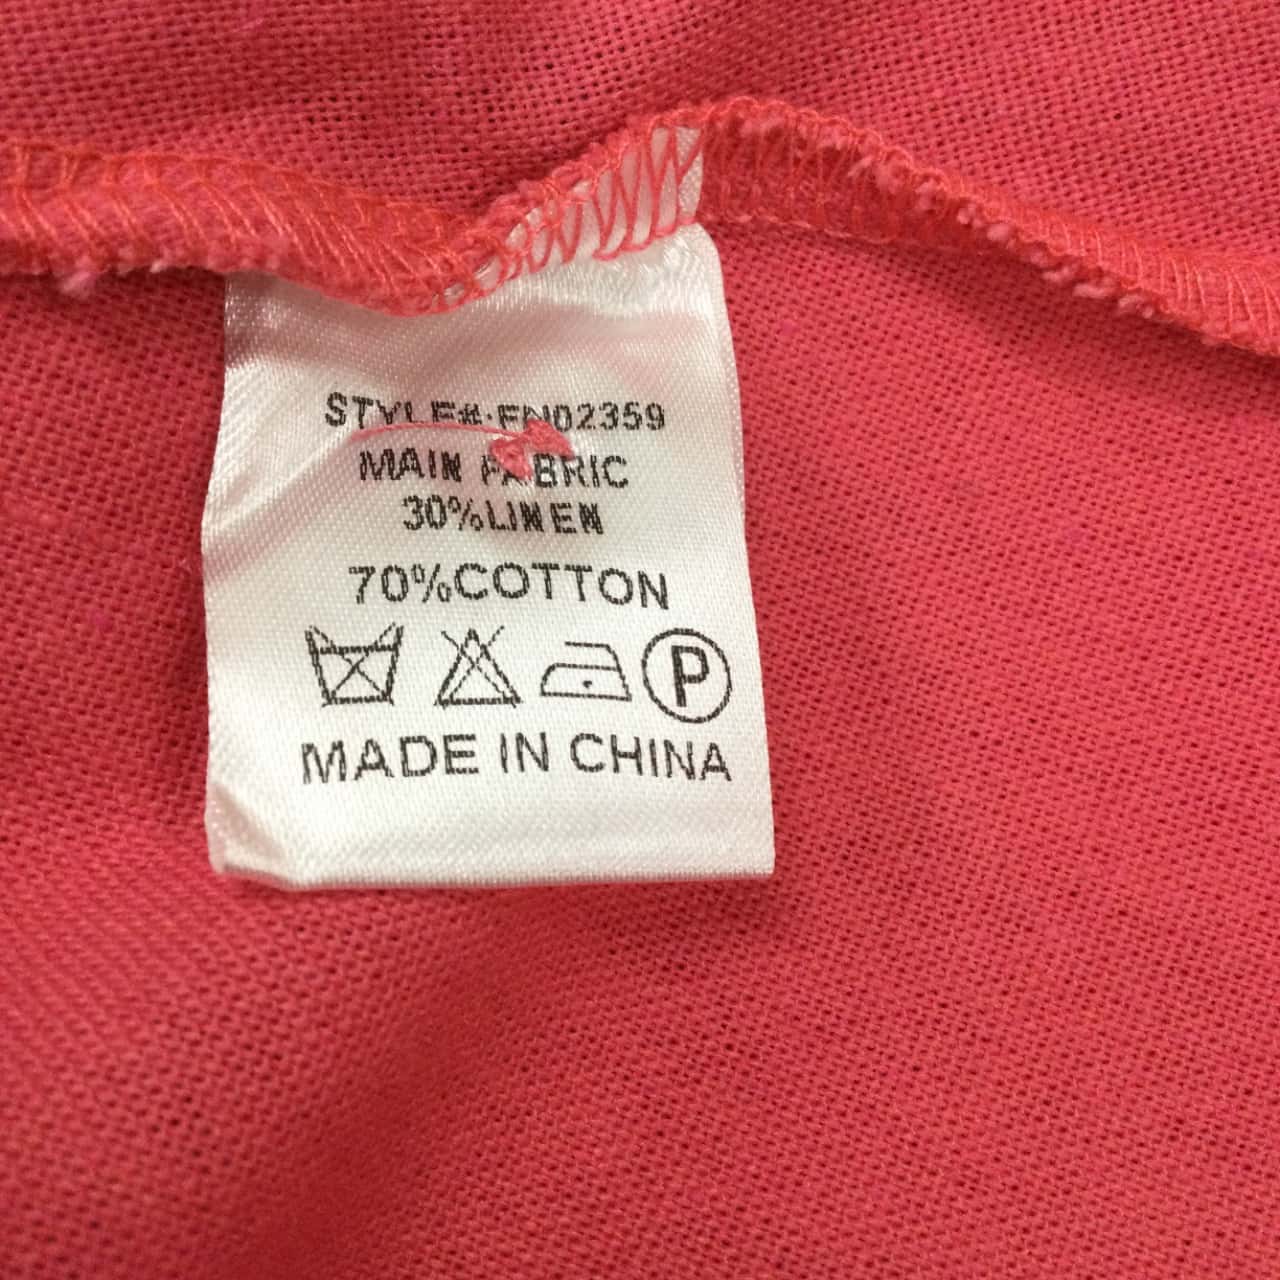 STYLE#:FN02359
MAIN FABRIC
30%LINEN
70%COTTON
P
MADE IN CHINA